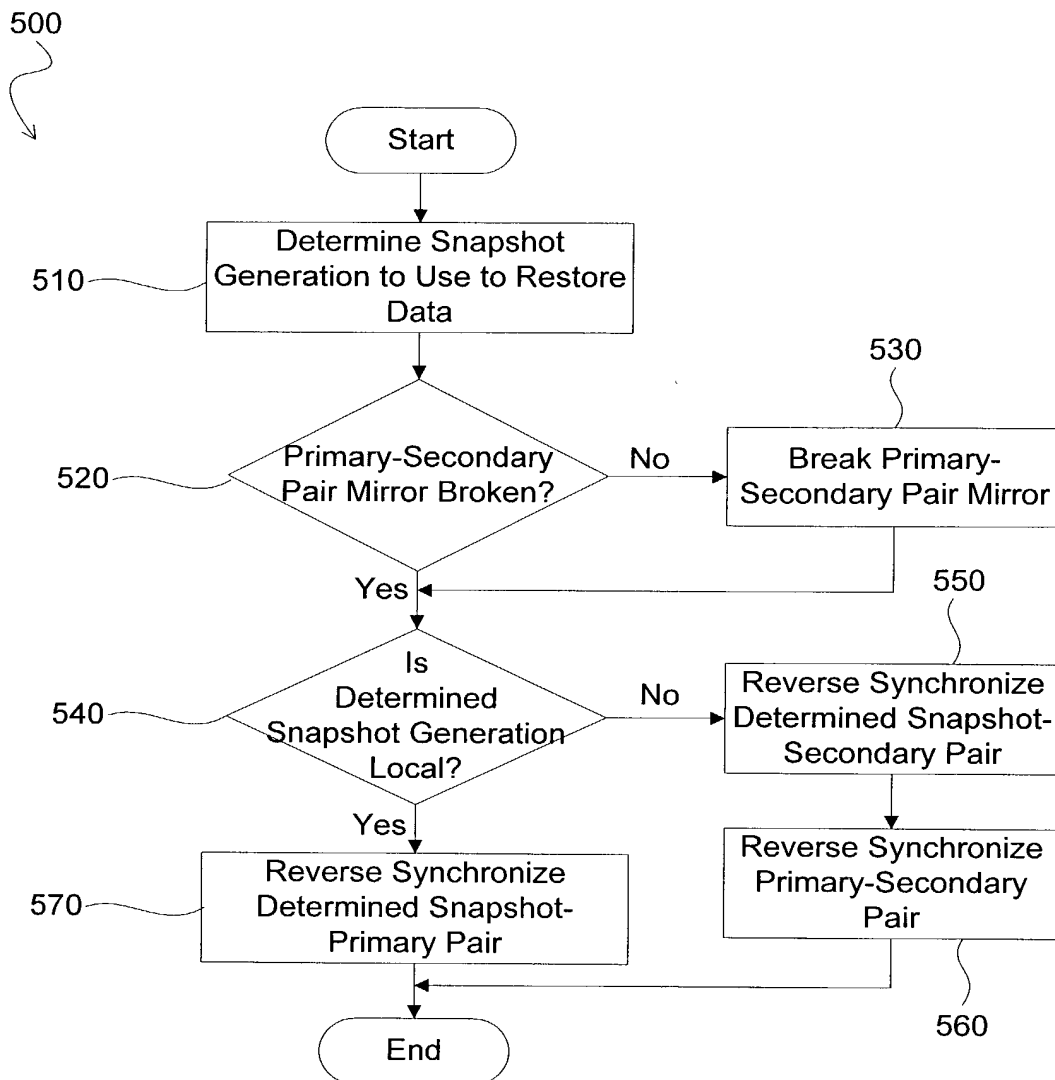 500
Start
Determine Snapshot
Generation to Use to Restore
Data
510
530
Primary-Secondary
Pair Mirror Broken?
520
No
Break Primary-
Secondary Pair Mirror
Yes
550
Is
Determined
Snapshot Generation
Local?
540
No
Reverse Synchronize
Determined Snapshot-
Secondary Pair
Yes
Reverse Synchronize
Determined Snapshot-
Primary Pair
570
Reverse Synchronize
Primary-Secondary
Pair
560
End